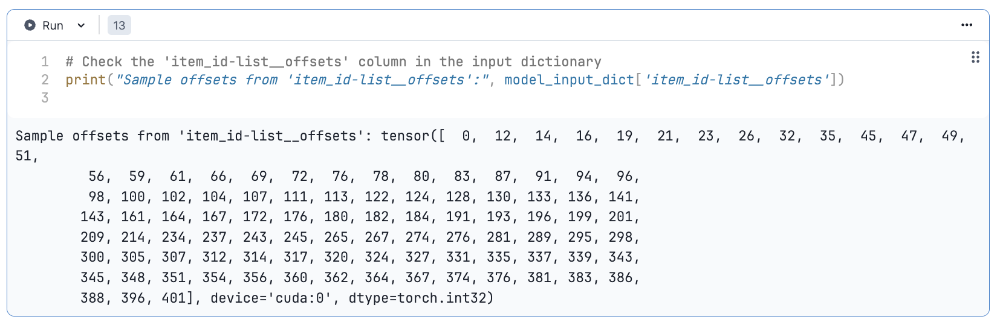 Run 13 ...
1 # Check the 'item_id-list__offsets' column in the input dictionary
2 print("Sample offsets from 'item_id-list__offsets':", model_input_dict['item_id-list__offsets'])
3
Sample offsets from 'item_id-list__offsets': tensor([  0,  12,  14,  16,  19,  21,  23,  26,  32,  35,  45,  47,  49,
51,
         56,  59,  61,  66,  69,  72,  76,  78,  80,  83,  87,  91,  94,  96,
         98, 100, 102, 104, 107, 111, 113, 122, 124, 128, 130, 133, 136, 141,
        143, 161, 164, 167, 172, 176, 180, 182, 184, 191, 193, 196, 199, 201,
        209, 214, 234, 237, 243, 245, 265, 267, 274, 276, 281, 289, 295, 298,
        300, 305, 307, 312, 314, 317, 320, 324, 327, 331, 335, 337, 339, 343,
        345, 348, 351, 354, 356, 360, 362, 364, 367, 374, 376, 381, 383, 386,
        388, 396, 401], device='cuda:0', dtype=torch.int32)